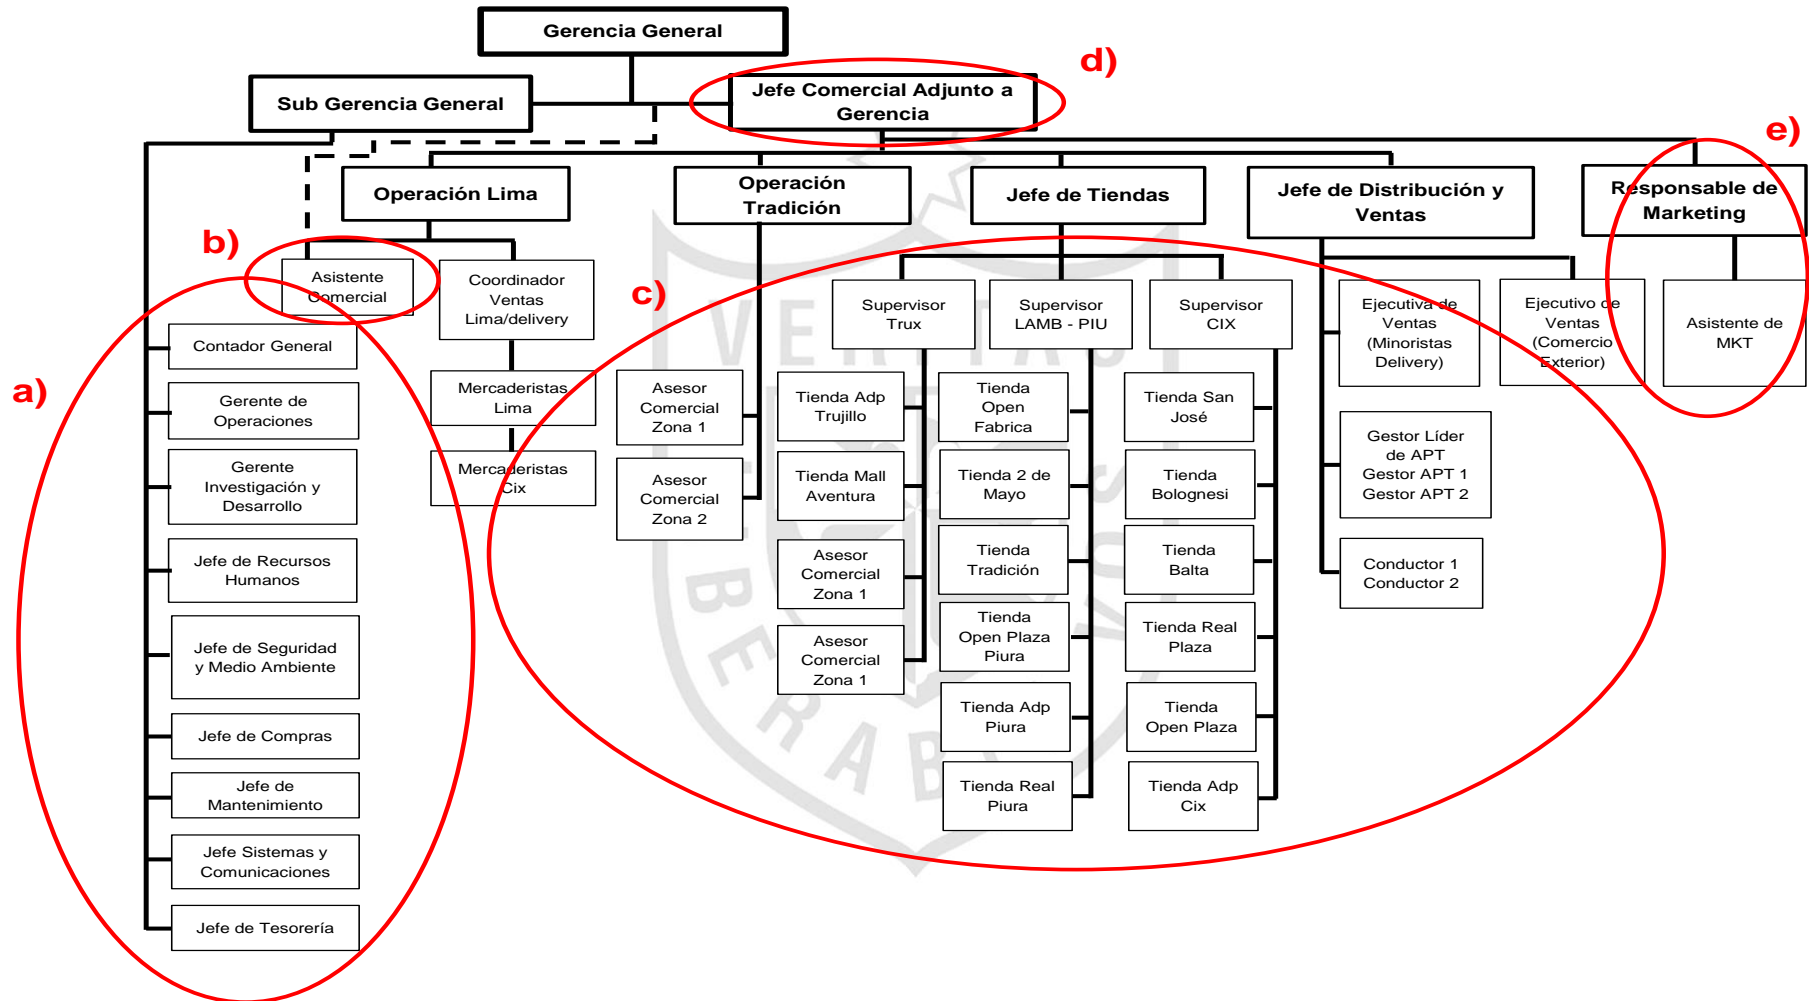 Gerencia General
d)
Sub Gerencia General
Jefe Comercial Adjunto a
Gerencia
e)
Operación Lima
Operación
Tradición
Jefe de Tiendas
Jefe de Distribución y
Ventas
Responsable de
Marketing
b)
Asistente
Comercial
Coordinador
Ventas
Lima/delivery
c)
Supervisor
Trux
Supervisor
LAMB - PIU
Supervisor
CIX
Ejecutiva de
Ventas
(Minoristas
Delivery)
Ejecutivo de
Ventas
(Comercio
Exterior)
Asistente de
MKT
a)
Contador General
Gerente de
Operaciones
Gerente
Investigación y
Desarrollo
Jefe de Recursos
Humanos
Jefe de Seguridad
y Medio Ambiente
Jefe de Compras
Jefe de
Mantenimiento
Jefe Sistemas y
Comunicaciones
Jefe de Tesorería
Mercaderistas
Lima
Mercaderistas
Cix
Asesor
Comercial
Zona 1
Asesor
Comercial
Zona 2
Tienda Adp
Trujillo
Tienda Mall
Aventura
Asesor
Comercial
Zona 1
Asesor
Comercial
Zona 1
Tienda
Open
Fabrica
Tienda 2 de
Mayo
Tienda
Tradición
Tienda
Open Plaza
Piura
Tienda Adp
Piura
Tienda Real
Piura
Tienda San
José
Tienda
Bolognesi
Tienda
Balta
Tienda Real
Plaza
Tienda
Open Plaza
Tienda Adp
Cix
Gestor Líder
de APT
Gestor APT 1
Gestor APT 2
Conductor 1
Conductor 2